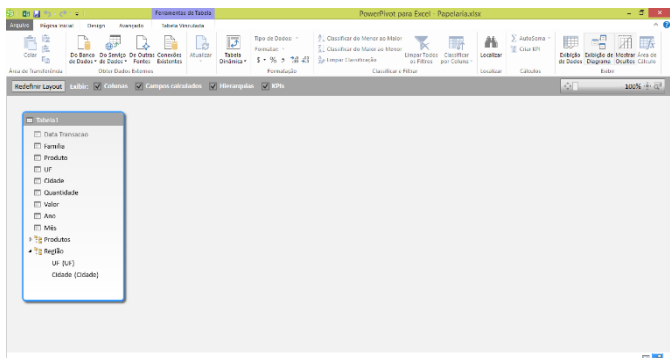 Ferramentas de Tabela
PowerPivot para Excel - Papelaria.xlsx
Arquivo Página Inicial Design Avançado Tabela Vinculada
Colar
Do Banco de Dados
Do Serviço de Dados
De Outras Fontes
Conexões Existentes
Atualizar
Tabela Dinâmica
Tipo de Dados:
Formatar:
$ % ,
Classificar do Menor ao Maior
Classificar do Maior ao Menor
Limpar Classificação
Limpar Todos os Filtros
Classificar por Coluna
Localizar
AutoSoma
Criar KPI
Exibição de Dados
Exibição de Diagrama
Mostrar Ocultos
Área de Cálculo
Área de Transferência
Obter Dados Externos
Formatação
Classificar e Filtrar
Localizar
Cálculos
Exibir
Redefinir Layout Exibir: Colunas Campos calculados Hierarquias KPIs 100%
Tabela1
Data Transacao
Familia
Produto
UF
Cidade
Quantidade
Valor
Ano
Mês
Produtos
Região
UF (UF)
Cidade (Cidade)